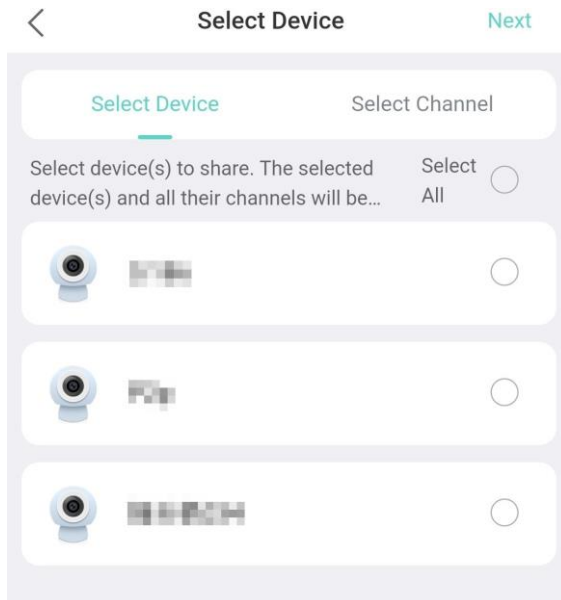 Select Device
Next
Select Device
Select Channel
Select device(s) to share. The selected
device(s) and all their channels will be...
Select
All